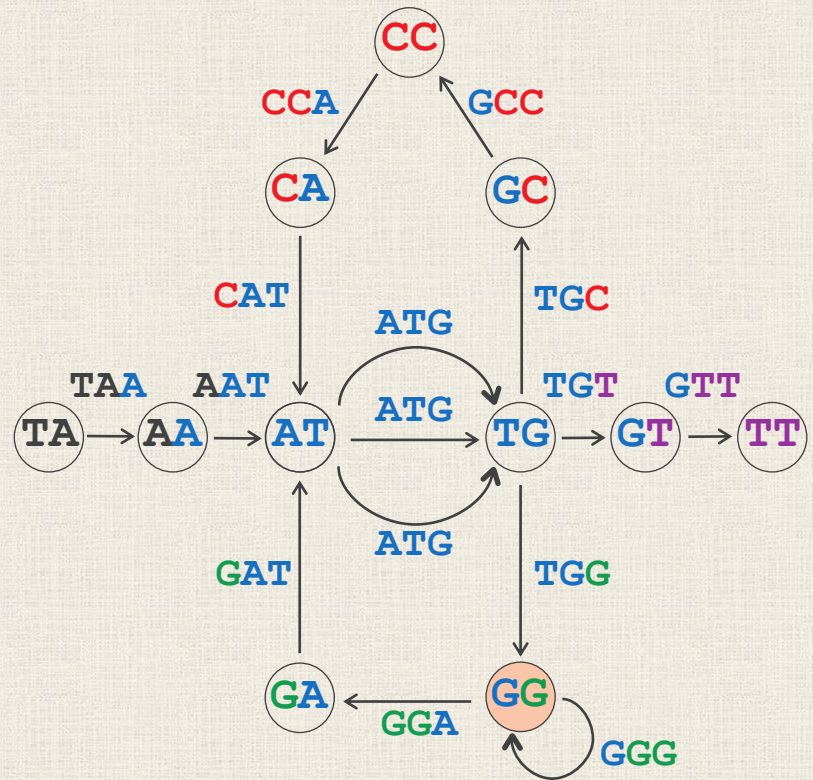 CC
CCA GCC
CA GC
CAT TGC
ATG
TAA AAT ATG TGT GTT
TA AA AT TG GT TT
ATG
GAT TGG
GA GG
GGA
GGG